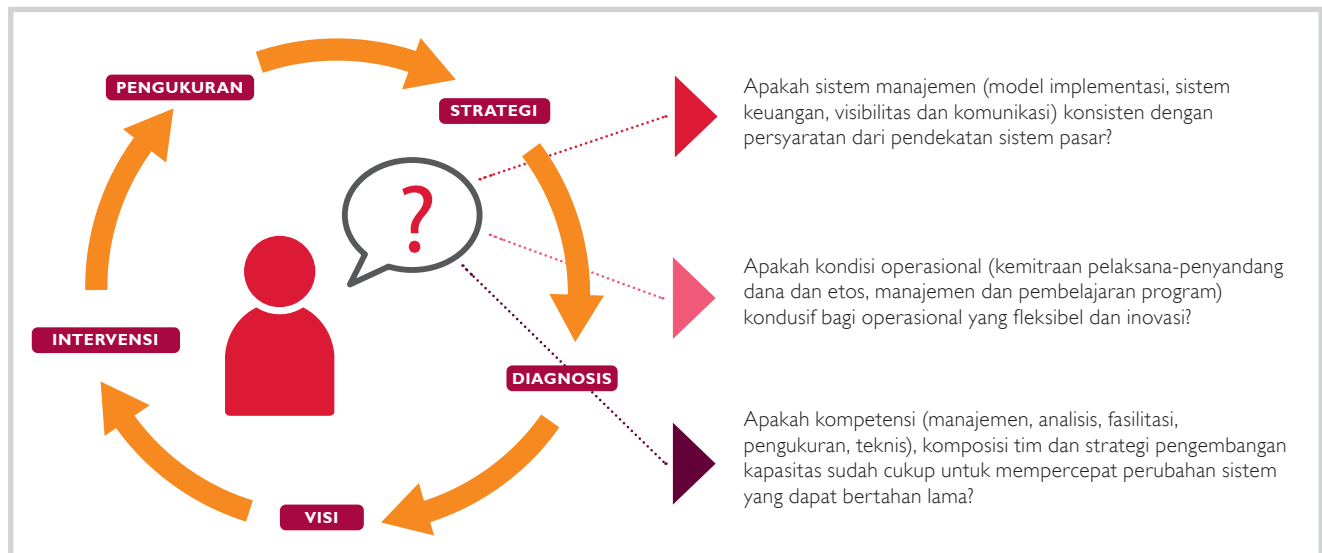 PENGUKURAN
STRATEGI
?
INTERVENSI
DIAGNOSIS
VISI
Apakah sistem manajemen (model implementasi, sistem
keuangan, visibilitas dan komunikasi) konsisten dengan
persyaratan dari pendekatan sistem pasar?
Apakah kondisi operasional (kemitraan pelaksana-penyandang
dana dan etos, manajemen dan pembelajaran program)
kondusif bagi operasional yang fleksibel dan inovasi?
Apakah kompetensi (manajemen, analisis, fasilitasi,
pengukuran, teknis), komposisi tim dan strategi pengembangan
kapasitas sudah cukup untuk mempercepat perubahan sistem
yang dapat bertahan lama?